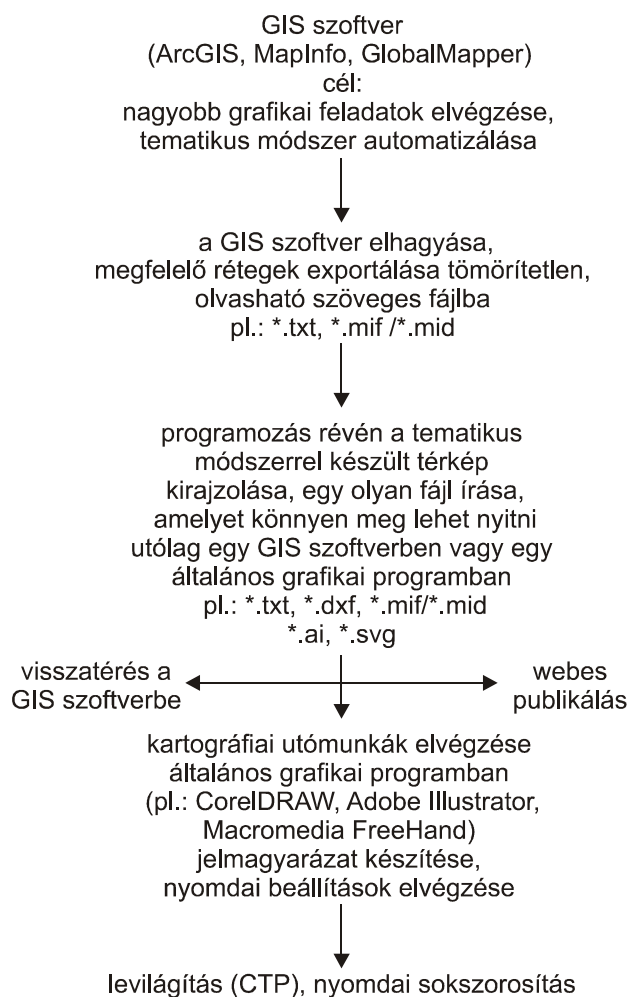 GIS szoftver
(ArcGIS, MapInfo, GlobalMapper)
cél:
nagyobb grafikai feladatok elvégzése,
tematikus módszer automatizálása
a GIS szoftver elhagyása,
megfelelő rétegek exportálása tömörítetlen,
olvasható szöveges fájlba
pl.: *.txt, *.mif /*.mid
programozás révén a tematikus
módszerrel készült térkép
kirajzolása, egy olyan fájl írása,
amelyet könnyen meg lehet nyitni
utólag egy GIS szoftverben vagy egy
általános grafikai programban
pl.: *.txt, *.dxf, *.mif/*.mid
*.ai, *.svg
visszatérés a
GIS szoftverbe
webes
publikálás
kartográfiai utómunkák elvégzése
általános grafikai programban
(pl.: CorelDRAW, Adobe Illustrator,
Macromedia FreeHand)
jelmagyarázat készítése,
nyomdai beállítások elvégzése
levilágítás (CTP), nyomdai sokszorosítás